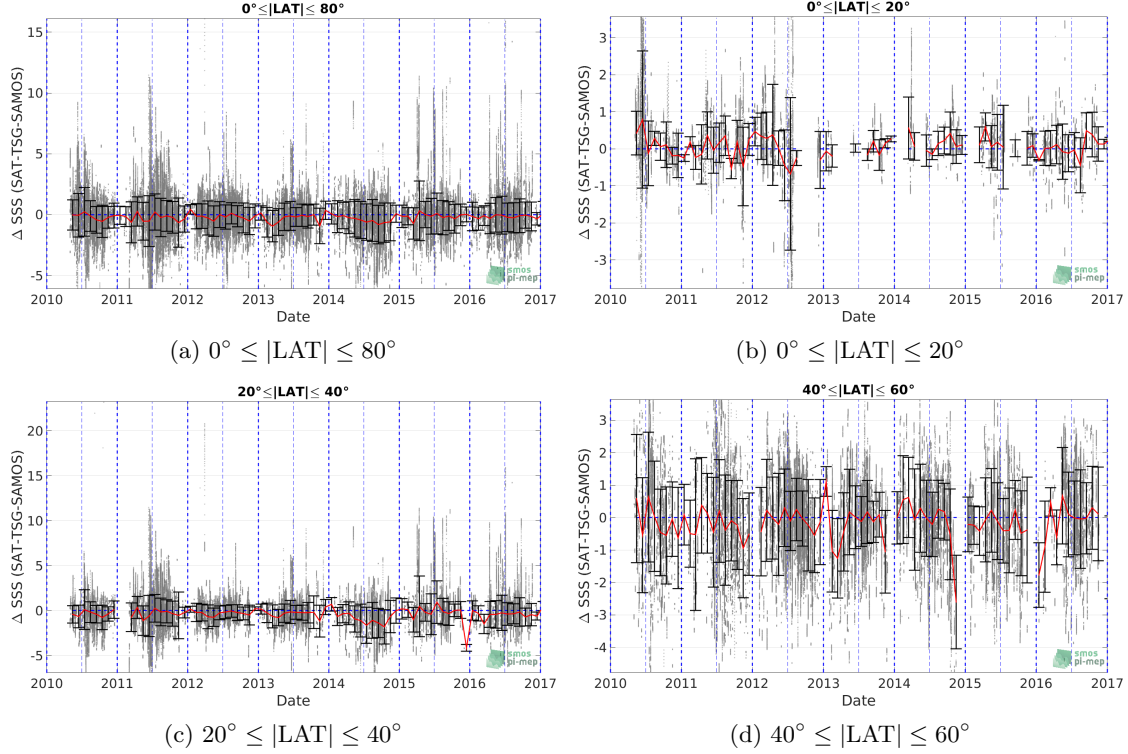 0°≤|LAT|≤ 80°
Δ SSS (SAT-TSG-SAMOS)
15
10
5
0
-5
2010 2011 2012 2013 2014 2015 2016 2017
Date
smos
pi-mep
(a) 0° ≤ |LAT| ≤ 80°
0°≤|LAT|≤ 20°
Δ SSS (SAT-TSG-SAMOS)
3
2
1
0
-1
-2
-3
2010 2011 2012 2013 2014 2015 2016 2017
Date
smos
pi-mep
(b) 0° ≤ |LAT| ≤ 20°
20°≤|LAT|≤ 40°
Δ SSS (SAT-TSG-SAMOS)
20
15
10
5
0
-5
2010 2011 2012 2013 2014 2015 2016 2017
Date
smos
pi-mep
(c) 20° ≤ |LAT| ≤ 40°
40°≤|LAT|≤ 60°
Δ SSS (SAT-TSG-SAMOS)
3
2
1
0
-1
-2
-3
-4
2010 2011 2012 2013 2014 2015 2016 2017
Date
smos
pi-mep
(d) 40° ≤ |LAT| ≤ 60°